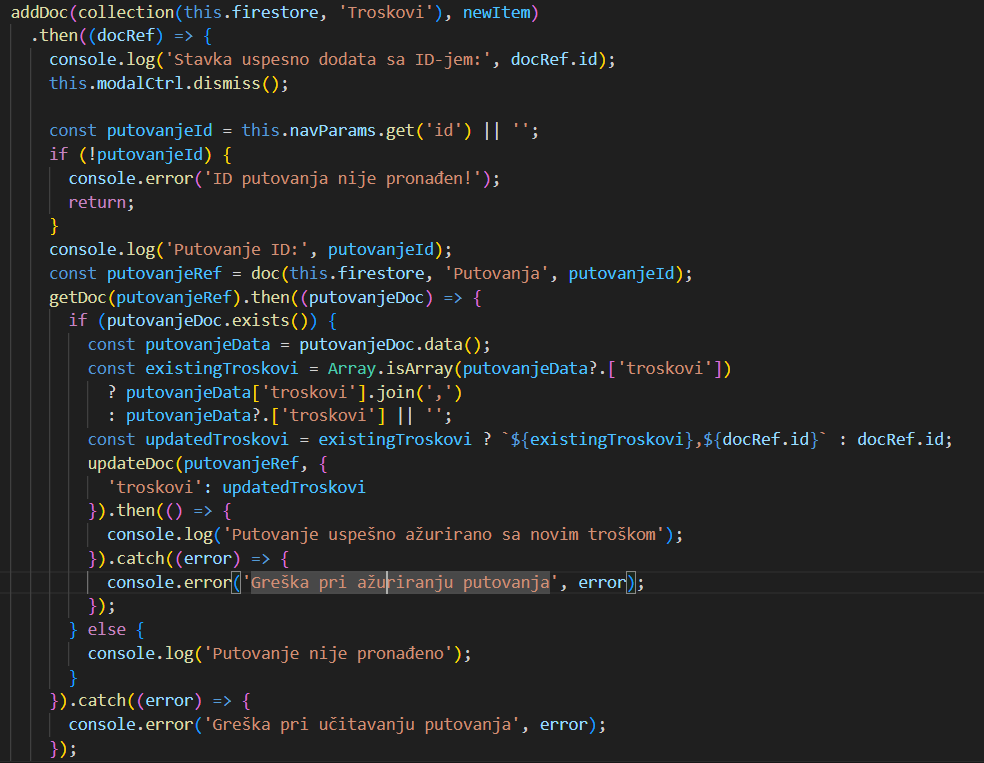 addDoc(collection(this.firestore, 'Troskovi'), newItem)
.then((docRef) => {
console.log('Stavka uspesno dodata sa ID-jem:', docRef.id);
this.modalCtrl.dismiss();
const putovanjeId = this.navParams.get('id') || '';
if (!putovanjeId) {
console.error('ID putovanja nije pronađen!');
return;
}
console.log('Putovanje ID:', putovanjeId);
const putovanjeRef = doc(this.firestore, 'Putovanja', putovanjeId);
getDoc(putovanjeRef).then((putovanjeDoc) => {
if (putovanjeDoc.exists()) {
const putovanjeData = putovanjeDoc.data();
const existingTroskovi = Array.isArray(putovanjeData?.['troskovi'])
? putovanjeData['troskovi'].join(',')
: putovanjeData?.['troskovi'] || '';
const updatedTroskovi = existingTroskovi ? `${existingTroskovi},${docRef.id}` : docRef.id;
updateDoc(putovanjeRef, {
'troskovi': updatedTroskovi
}).then(() => {
console.log('Putovanje uspešno ažurirano sa novim troškom');
}).catch((error) => {
console.error('Greška pri ažuriranju putovanja', error);
});
} else {
console.log('Putovanje nije pronađeno');
}
}).catch((error) => {
console.error('Greška pri učitavanju putovanja', error);
});